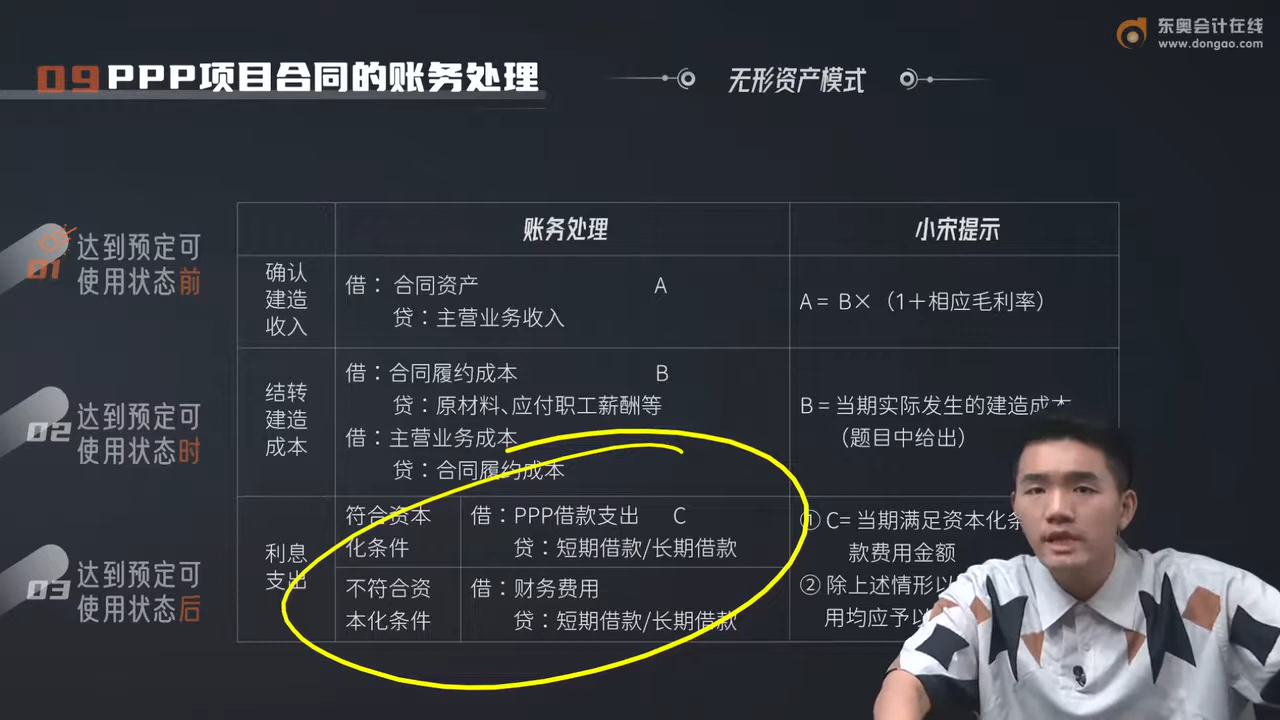 东奥会计在线
www.dongao.com
09 PPP项目合同的账务处理
无形资产模式
01
达到预定可
使用状态前
02
达到预定可
使用状态时
03
达到预定可
使用状态后
账务处理
小宋提示
确认
建造
收入
借：合同资产 A
贷：主营业务收入
A = B×（1＋相应毛利率）
结转
建造
成本
借：合同履约成本 B
贷：原材料、应付职工薪酬等
借：主营业务成本
贷：合同履约成本
B = 当期实际发生的建造成本
（题目中给出）
利息
支出
符合资本
化条件
借：PPP借款支出 C
贷：短期借款/长期借款
不符合资
本化条件
借：财务费用
贷：短期借款/长期借款
① C= 当期满足资本化条
款费用金额
② 除上述情形以
用均应予以